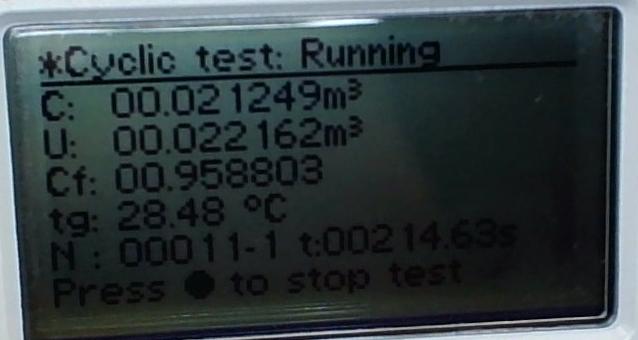 *Cyclic test: Running
C: 00.021249m³
U: 00.022162m³
Cf: 00.958803
tg: 28.48 °C
N : 00011-1 t:00214.63s
Press ● to stop test